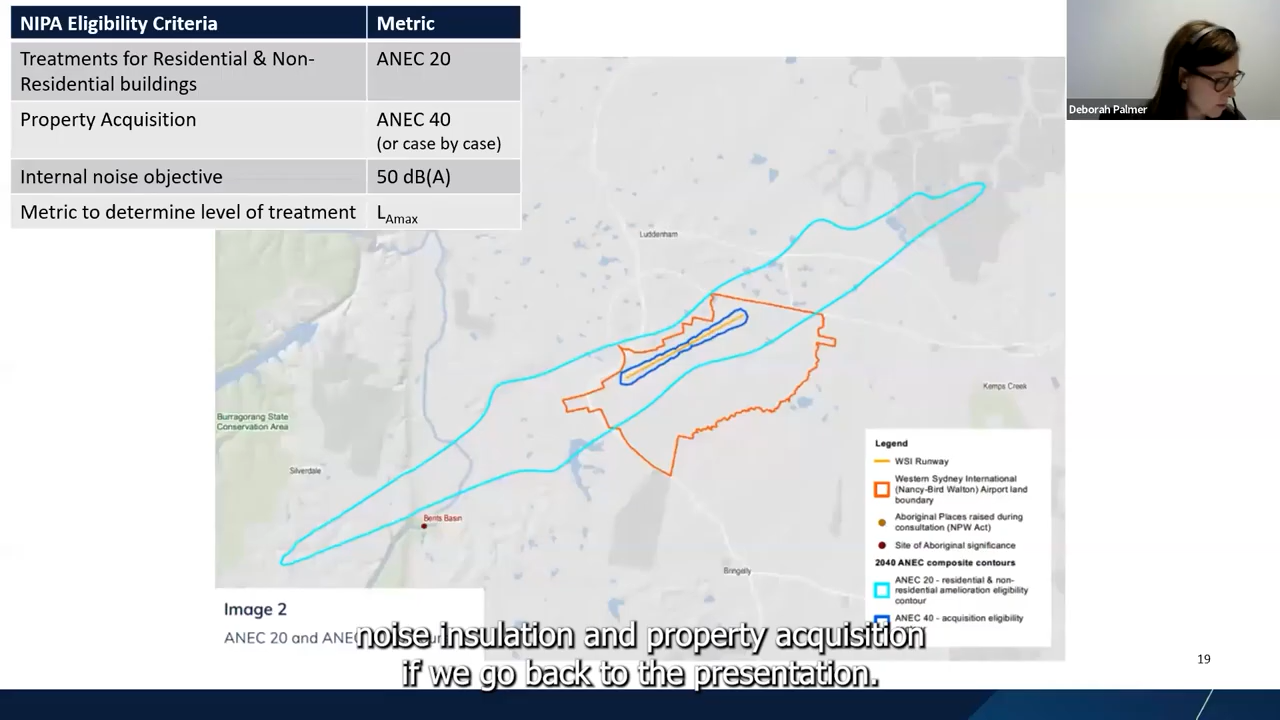 NIPA Eligibility Criteria Metric
Treatments for Residential & Non- ANEC 20
Residential buildings
Property Acquisition ANEC 40
(or case by case)
Internal noise objective 50 dB(A)
Metric to determine level of treatment LAmax
Deborah Palmer
Luddenham
Kemps Creek
Burragorang State
Conservation Area
Silverdale
Bents Basin
Bringelly
Legend
WSI Runway
Western Sydney International
(Nancy-Bird Walton) Airport land
boundary
Aboriginal Places raised during
consultation (NPW Act)
Site of Aboriginal significance
2040 ANEC composite contours
ANEC 20 - residential & non-
residential amelioration eligibility
contour
ANEC 40 - acquisition eligibility
Image 2
ANEC 20 and
noise insulation and property acquisition
if we go back to the presentation.
19